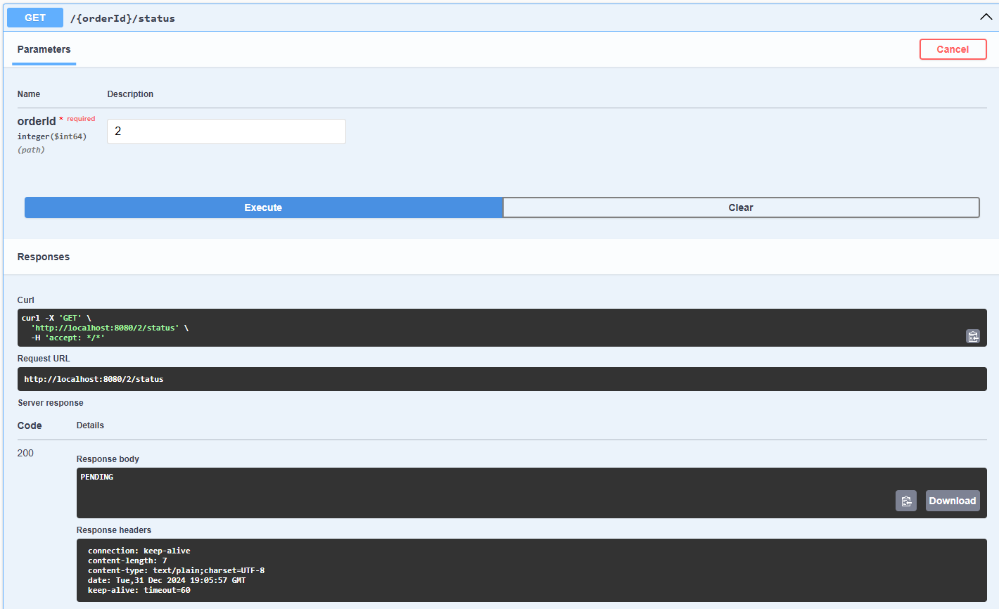 GET /{orderId}/status
Parameters
Cancel
Name Description
orderId * required
integer($int64)
(path)
2
Execute Clear
Responses
Curl
curl -X 'GET' \
'http://localhost:8080/2/status' \
-H 'accept: */*'
Request URL
http://localhost:8080/2/status
Server response
Code Details
200
Response body
PENDING
Download
Response headers
connection: keep-alive
content-length: 7
content-type: text/plain;charset=UTF-8
date: Tue,31 Dec 2024 19:05:57 GMT
keep-alive: timeout=60